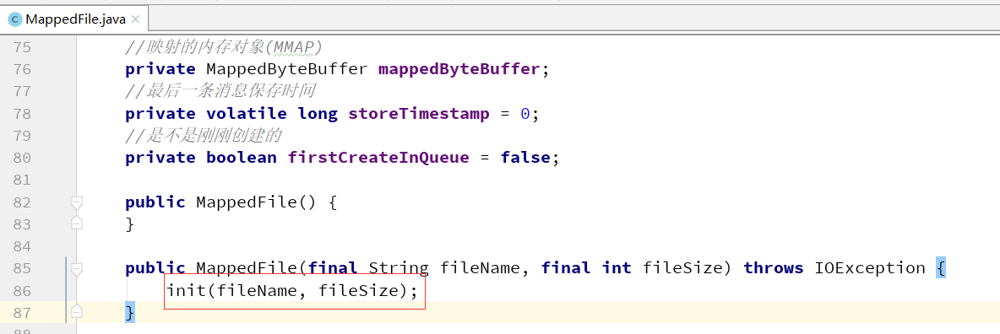 C MappedFile.java ×
75 //映射的内存对象(MMAP)
76 private MappedByteBuffer mappedByteBuffer;
77 //最后一条消息保存时间
78 private volatile long storeTimestamp = 0;
79 //是不是刚刚创建的
80 private boolean firstCreateInQueue = false;
81
82 public MappedFile() {
83 }
84
85 public MappedFile(final String fileName, final int fileSize) throws IOException {
86 init(fileName, fileSize);
87 }